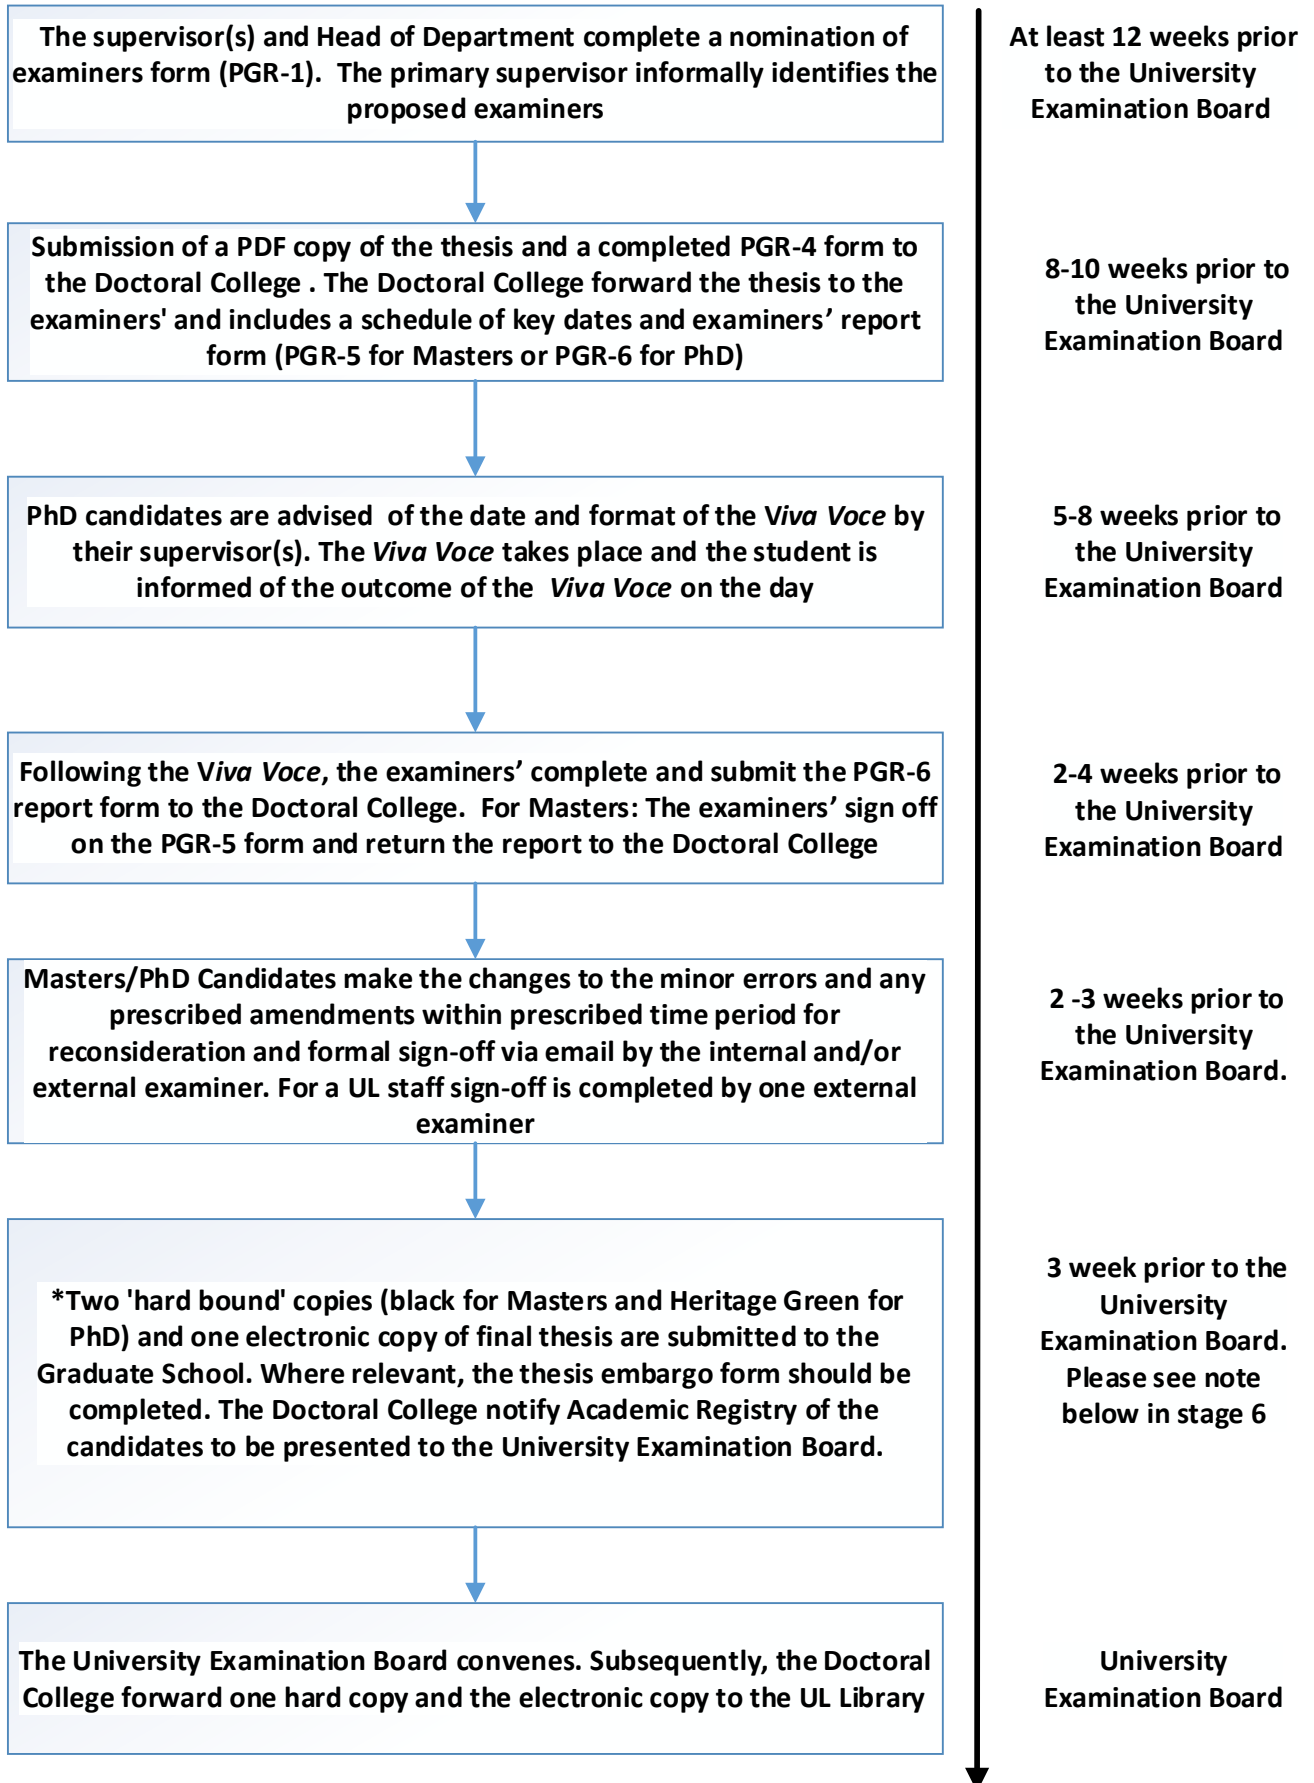 The supervisor(s) and Head of Department complete a nomination of
examiners form (PGR-1).  The primary supervisor informally identifies the
proposed examiners
At least 12 weeks prior
to the University
Examination Board
Submission of a PDF copy of the thesis and a completed PGR-4 form to
the Doctoral College . The Doctoral College forward the thesis to the
examiners' and includes a schedule of key dates and examiners’ report
form (PGR-5 for Masters or PGR-6 for PhD)
8-10 weeks prior to
the University
Examination Board
PhD candidates are advised  of the date and format of the Viva Voce by
their supervisor(s). The Viva Voce takes place and the student is
informed of the outcome of the  Viva Voce on the day
5-8 weeks prior to
the University
Examination Board
Following the Viva Voce, the examiners’ complete and submit the PGR-6
report form to the Doctoral College.  For Masters: The examiners’ sign off
on the PGR-5 form and return the report to the Doctoral College
2-4 weeks prior to
the University
Examination Board
Masters/PhD Candidates make the changes to the minor errors and any
prescribed amendments within prescribed time period for
reconsideration and formal sign-off via email by the internal and/or
external examiner. For a UL staff sign-off is completed by one external
examiner
2 -3 weeks prior to
the University
Examination Board.
*Two 'hard bound' copies (black for Masters and Heritage Green for
PhD) and one electronic copy of final thesis are submitted to the
Graduate School. Where relevant, the thesis embargo form should be
completed. The Doctoral College notify Academic Registry of the
candidates to be presented to the University Examination Board.
3 week prior to the
University
Examination Board.
Please see note
below in stage 6
The University Examination Board convenes. Subsequently, the Doctoral
College forward one hard copy and the electronic copy to the UL Library
University
Examination Board